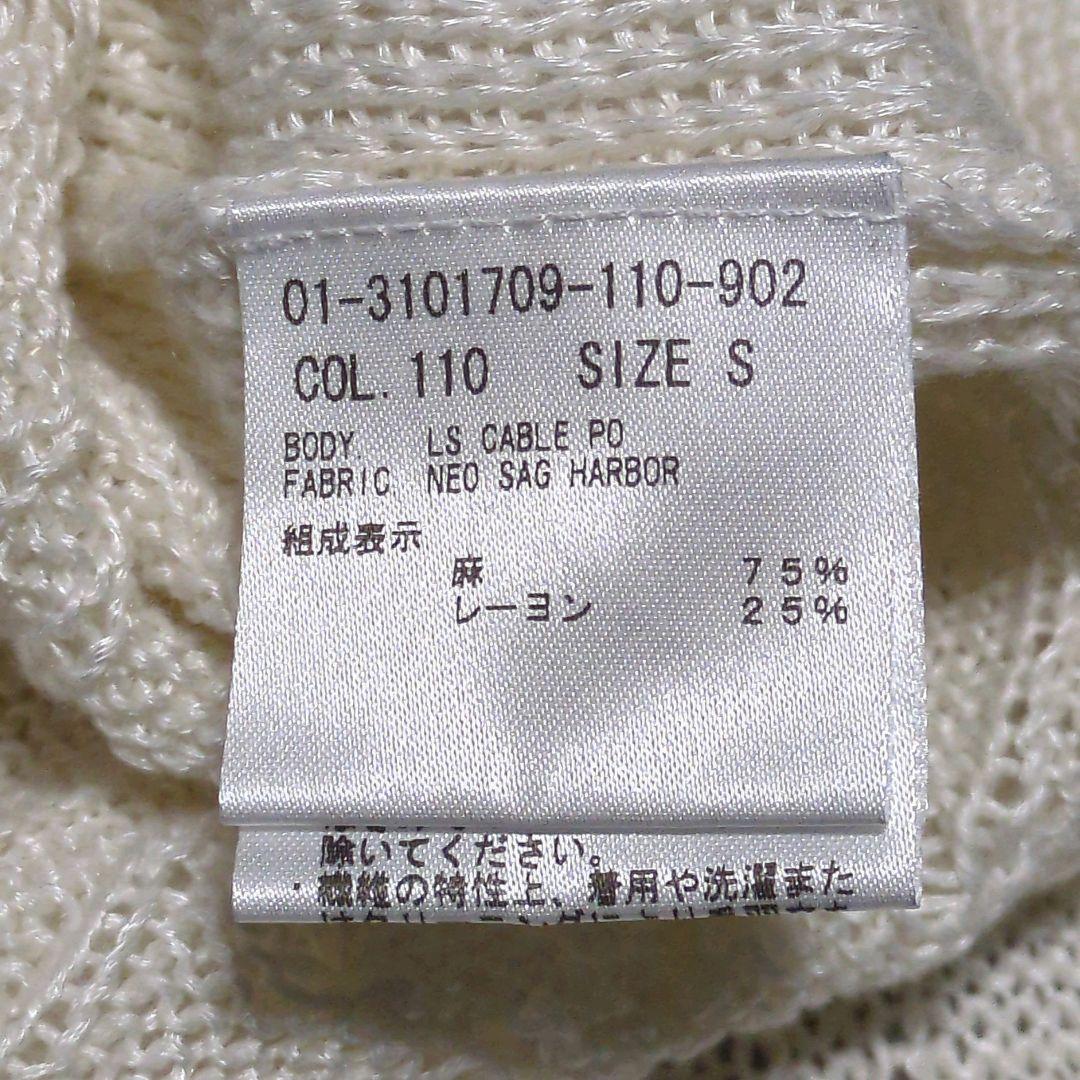 01-3101709-110-902
COL. 110 SIZE S
BODY. LS CABLE PO
FABRIC. NEO SAG HARBOR
組成表示
麻 75%
レーヨン 25%
除いてください。
・繊維の特性上、着用や洗濯また